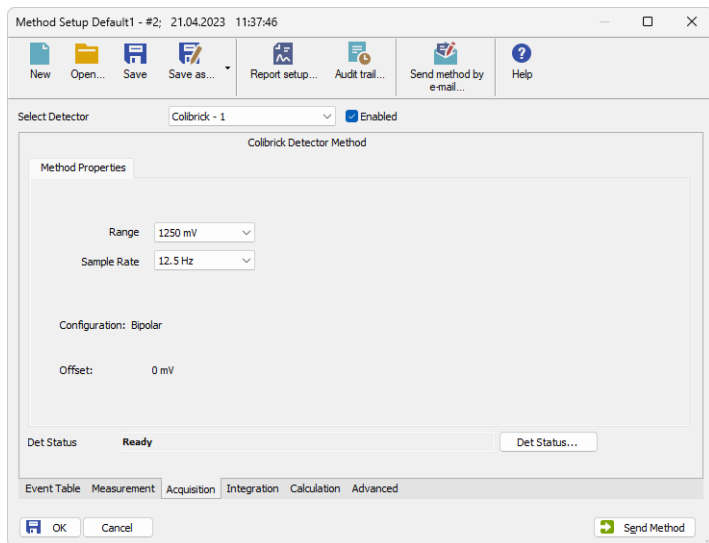 Method Setup Default1 - #2;  21.04.2023  11:37:46
New Open... Save Save as... Report setup... Audit trail... Send method by e-mail... Help
Select Detector Colibrick - 1 Enabled
Colibrick Detector Method
Method Properties
Range 1250 mV
Sample Rate 12.5 Hz
Configuration: Bipolar
Offset: 0 mV
Det Status Ready Det Status...
Event Table Measurement Acquisition Integration Calculation Advanced
OK Cancel Send Method